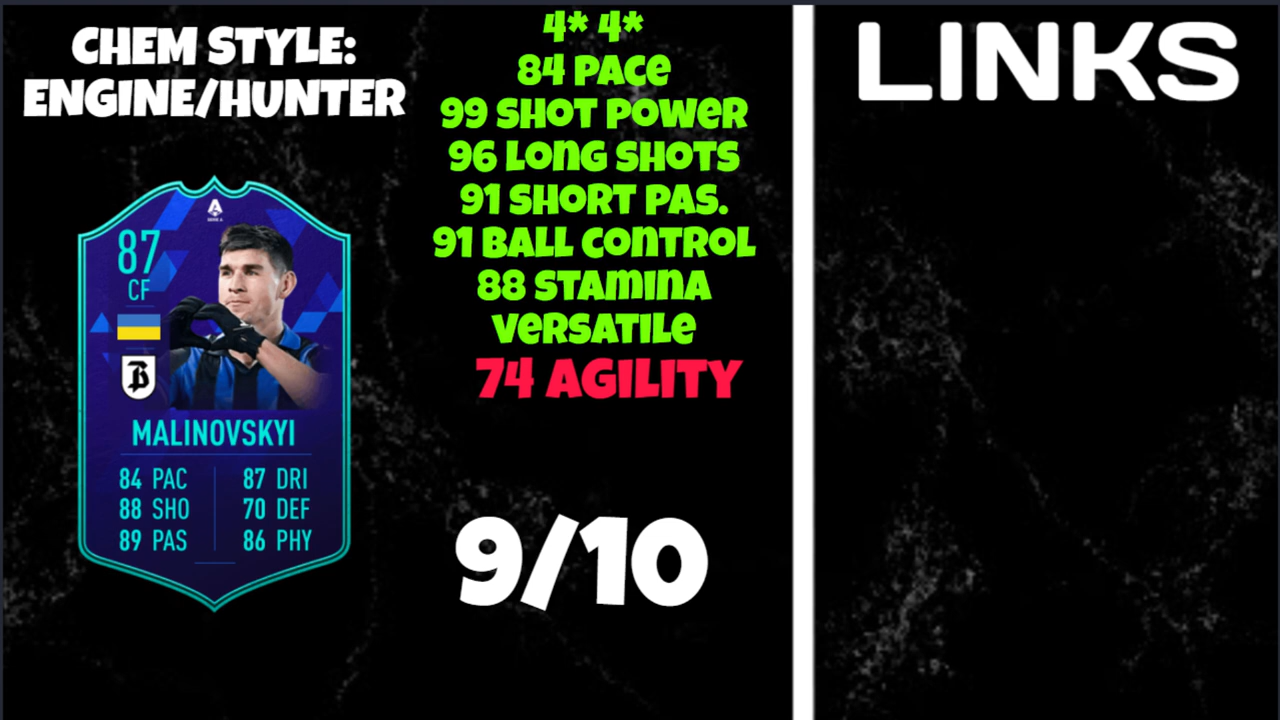 CHEM STYLE:
ENGINE/HUNTER
87
CF
B
MALINOVSKYI
84 PAC
88 SHO
89 PAS
87 DRI
70 DEF
86 PHY
4* 4*
84 PACE
99 SHOT POWER
96 LONG SHOTS
91 SHORT PAS.
91 BALL CONTROL
88 STAMINA
VERSATILE
74 AGILITY
9/10
LINKS